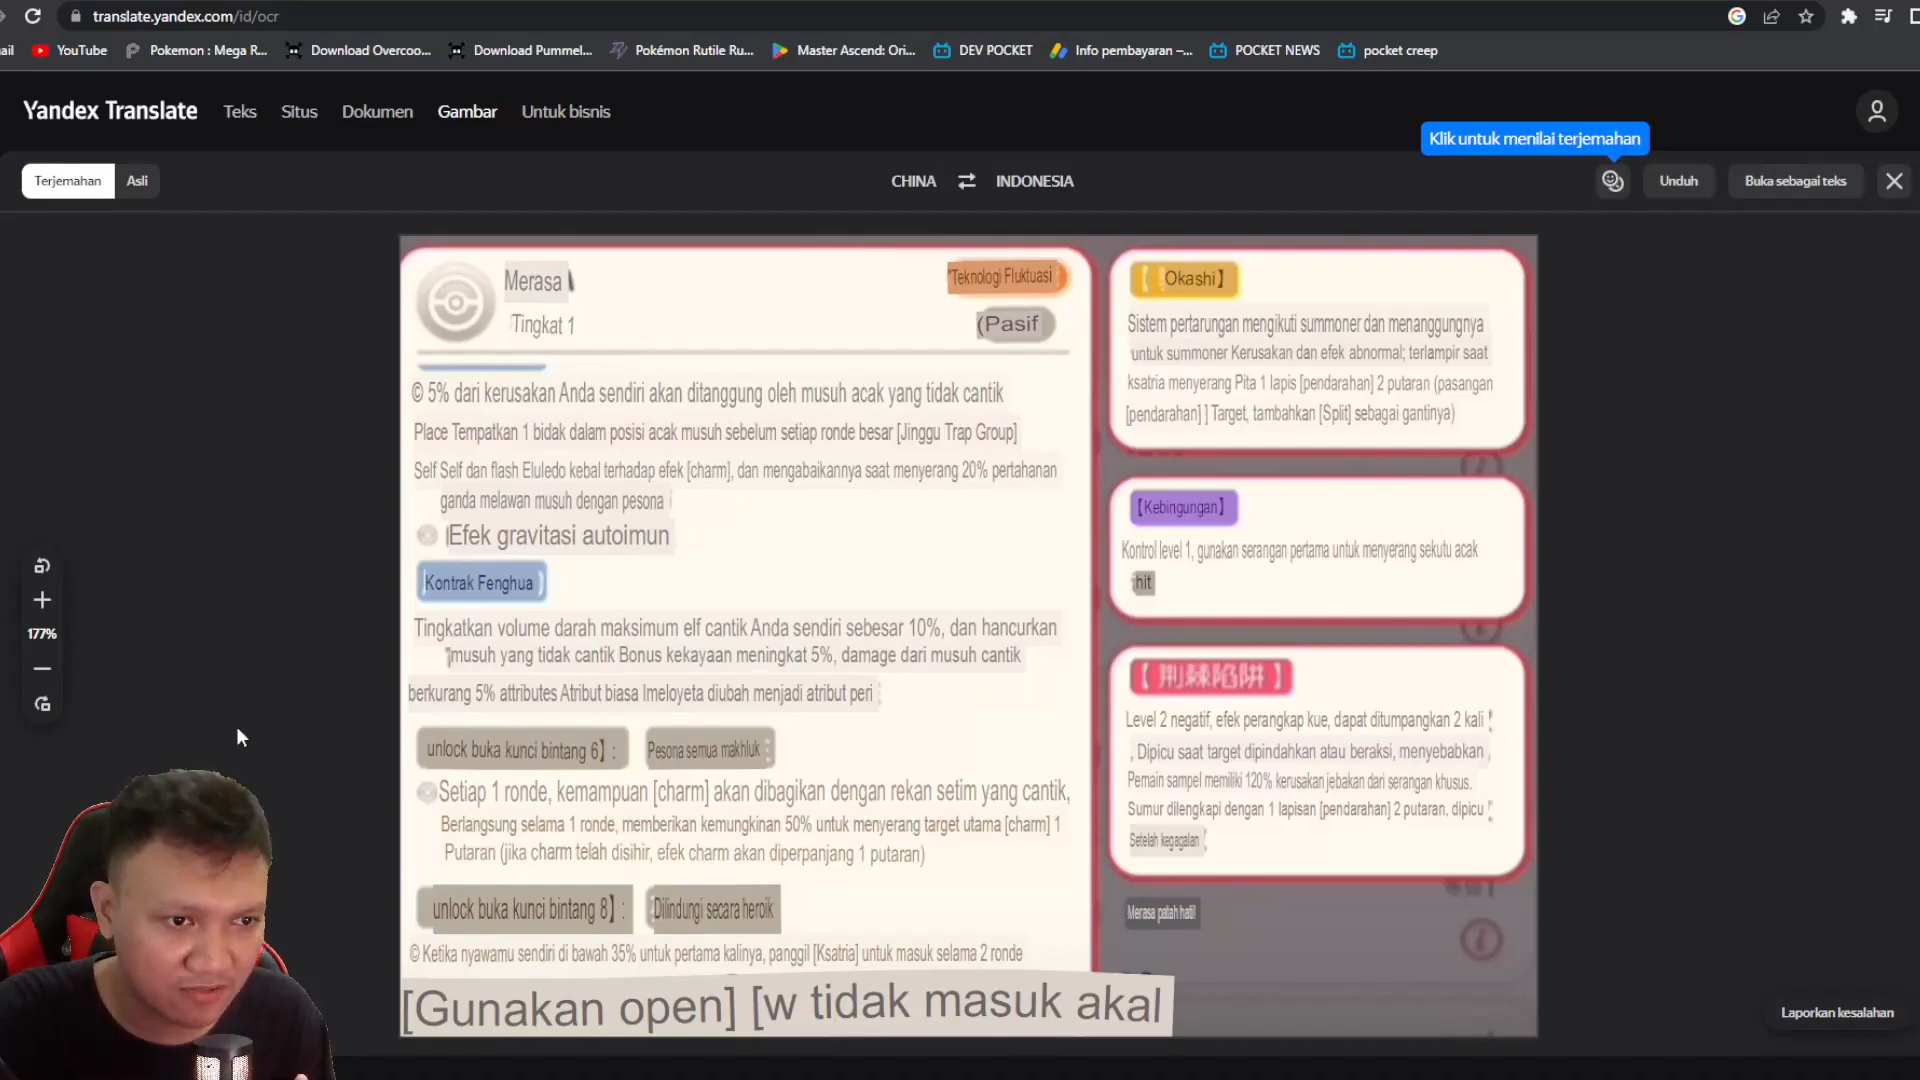 translate.yandex.com/id/ocr
ail YouTube Pokemon : Mega R... Download Overcoo... Download Pummel... Pokémon Rutile Ru... Master Ascend: Ori... DEV POCKET Info pembayaran –... POCKET NEWS pocket creep
Yandex Translate Teks Situs Dokumen Gambar Untuk bisnis
Klik untuk menilai terjemahan
Terjemahan Asli CHINA INDONESIA Unduh Buka sebagai teks
Merasa
Tingkat 1
"Teknologi Fluktuasi
(Pasif
© 5% dari kerusakan Anda sendiri akan ditanggung oleh musuh acak yang tidak cantik
Place Tempatkan 1 bidak dalam posisi acak musuh sebelum setiap ronde besar [Jinggu Trap Group]
Self Self dan flash Eluledo kebal terhadap efek [charm], dan mengabaikannya saat menyerang 20% pertahanan
ganda melawan musuh dengan pesona
Efek gravitasi autoimun
Kontrak Fenghua
Tingkatkan volume darah maksimum elf cantik Anda sendiri sebesar 10%, dan hancurkan
musuh yang tidak cantik Bonus kekayaan meningkat 5%, damage dari musuh cantik
berkurang 5% attributes Atribut biasa Imeloyeta diubah menjadi atribut peri
unlock buka kunci bintang 6】: Pesona semua makhluk
Setiap 1 ronde, kemampuan [charm] akan dibagikan dengan rekan setim yang cantik,
Berlangsung selama 1 ronde, memberikan kemungkinan 50% untuk menyerang target utama [charm] 1
Putaran (jika charm telah disihir, efek charm akan diperpanjang 1 putaran)
unlock buka kunci bintang 8】: Dilindungi secara heroik
© Ketika nyawamu sendiri di bawah 35% untuk pertama kalinya, panggil [Ksatria] untuk masuk selama 2 ronde
[Gunakan open] [w tidak masuk akal
【 Okashi】
Sistem pertarungan mengikuti summoner dan menanggungnya
untuk summoner Kerusakan dan efek abnormal; terlampir saat
ksatria menyerang Pita 1 lapis [pendarahan] 2 putaran (pasangan
[pendarahan] ] Target, tambahkan [Split] sebagai gantinya)
【Kebingungan】
Kontrol level 1, gunakan serangan pertama untuk menyerang sekutu acak
hit
【 荆棘陷阱 】
Level 2 negatif, efek perangkap kue, dapat ditumpangkan 2 kali
, Dipicu saat target dipindahkan atau beraksi, menyebabkan
Pemain sampel memiliki 120% kerusakan jebakan dari serangan khusus.
Sumur dilengkapi dengan 1 lapisan [pendarahan] 2 putaran, dipicu
Setelah kegagalan
Merasa patah hati!
177%
Laporkan kesalahan